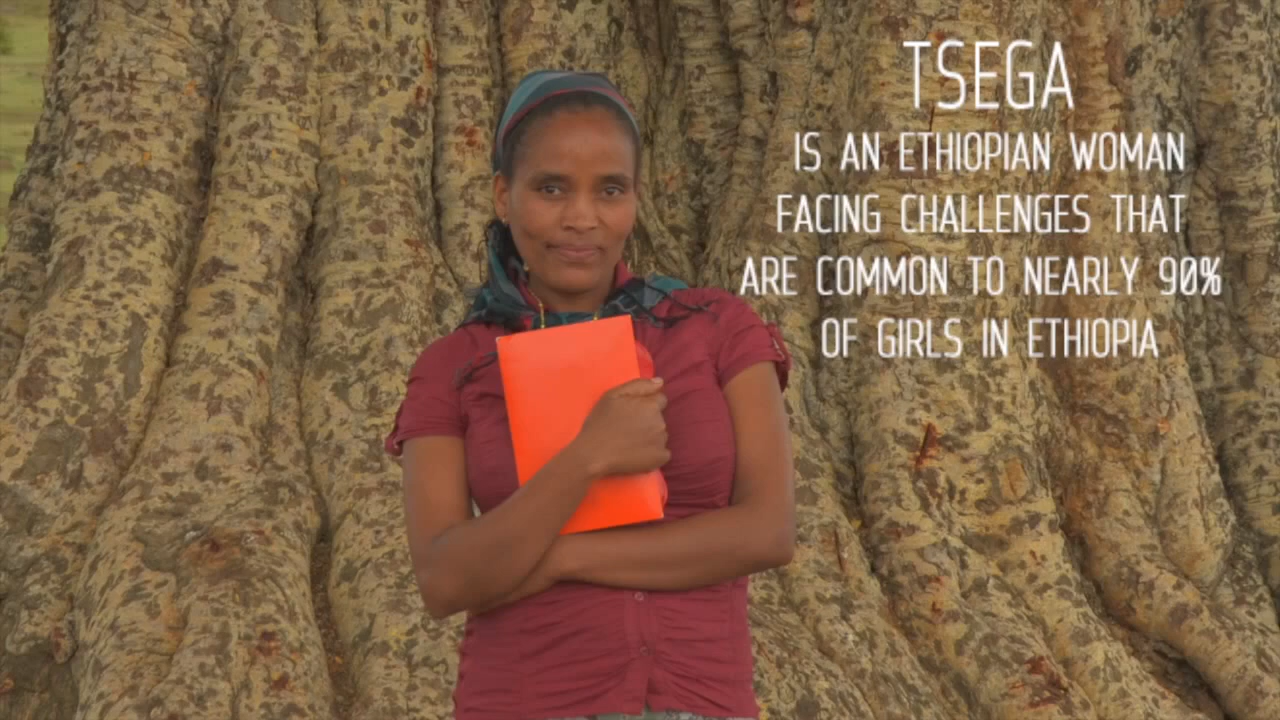 TSEGA
IS AN ETHIOPIAN WOMAN
FACING CHALLENGES THAT
ARE COMMON TO NEARLY 90%
OF GIRLS IN ETHIOPIA